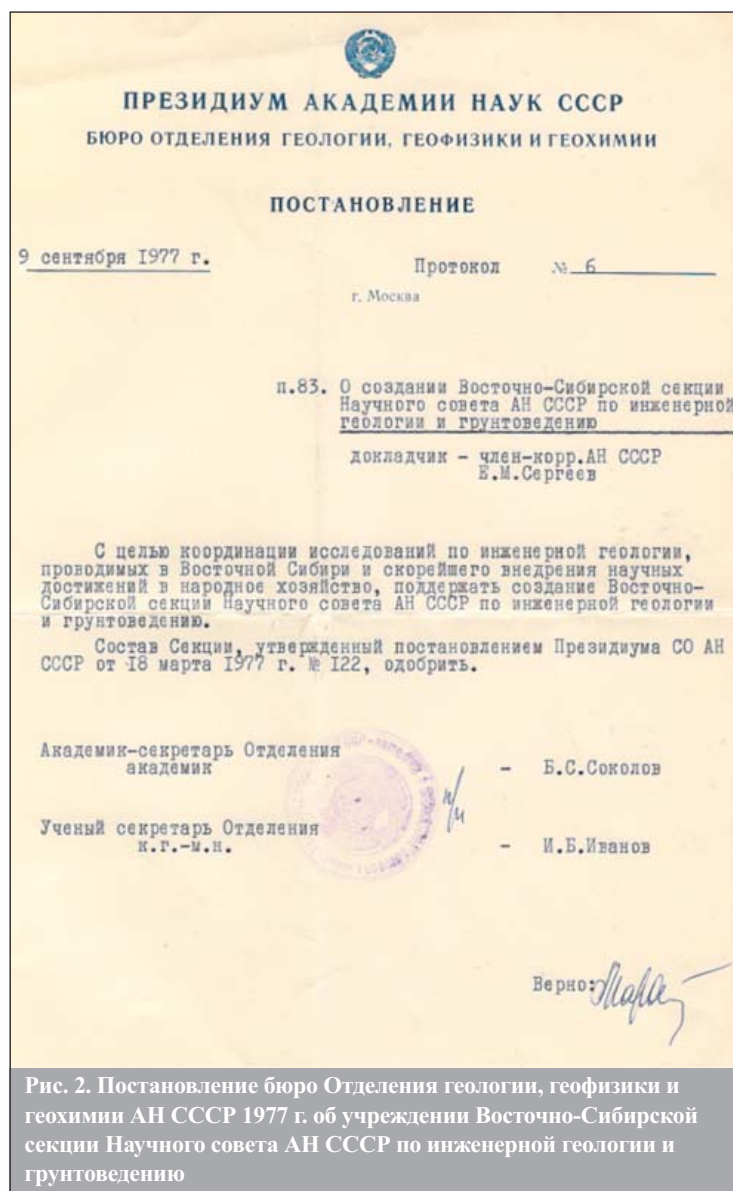 ПРЕЗИДИУМ АКАДЕМИИ НАУК СССР
БЮРО ОТДЕЛЕНИЯ ГЕОЛОГИИ, ГЕОФИЗИКИ И ГЕОХИМИИ
ПОСТАНОВЛЕНИЕ
9 сентября 1977 г.
Протокол № 6
г. Москва
п.83. О создании Восточно-Сибирской секции
Научного совета АН СССР по инженерной
геологии и грунтоведению
докладчик – член-корр.АН СССР
Е.М.Сергеев
С целью координации исследований по инженерной геологии,
проводимых в Восточной Сибири и скорейшего внедрения научных
достижений в народное хозяйство, поддержать создание Восточно-
Сибирской секции Научного совета АН СССР по инженерной геологии
и грунтоведению.
Состав Секции, утвержденный постановлением Президиума СО АН
СССР от 18 марта 1977 г. № 122, одобрить.
Академик-секретарь Отделения
академик – Б.С.Соколов
п/п
Ученый секретарь Отделения
к.г.-м.н. – И.Б.Иванов
Верно:
Рис. 2. Постановление бюро Отделения геологии, геофизики и
геохимии АН СССР 1977 г. об учреждении Восточно-Сибирской
секции Научного совета АН СССР по инженерной геологии и
грунтоведению